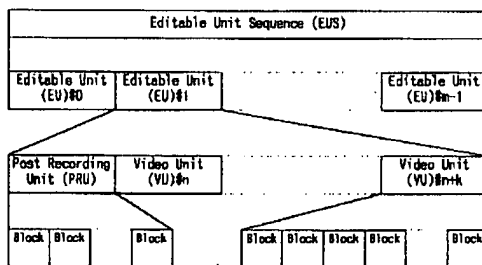 Editable Unit Sequence (EUS)
Editable Unit Editable Unit Editable Unit
(EU)#0 (EU)#1 (EU)#m-1
Post Recording Video Unit Video Unit
Unit (PRU) (VU)#n (VU)#n+k
Block Block Block Block Block Block Block Block